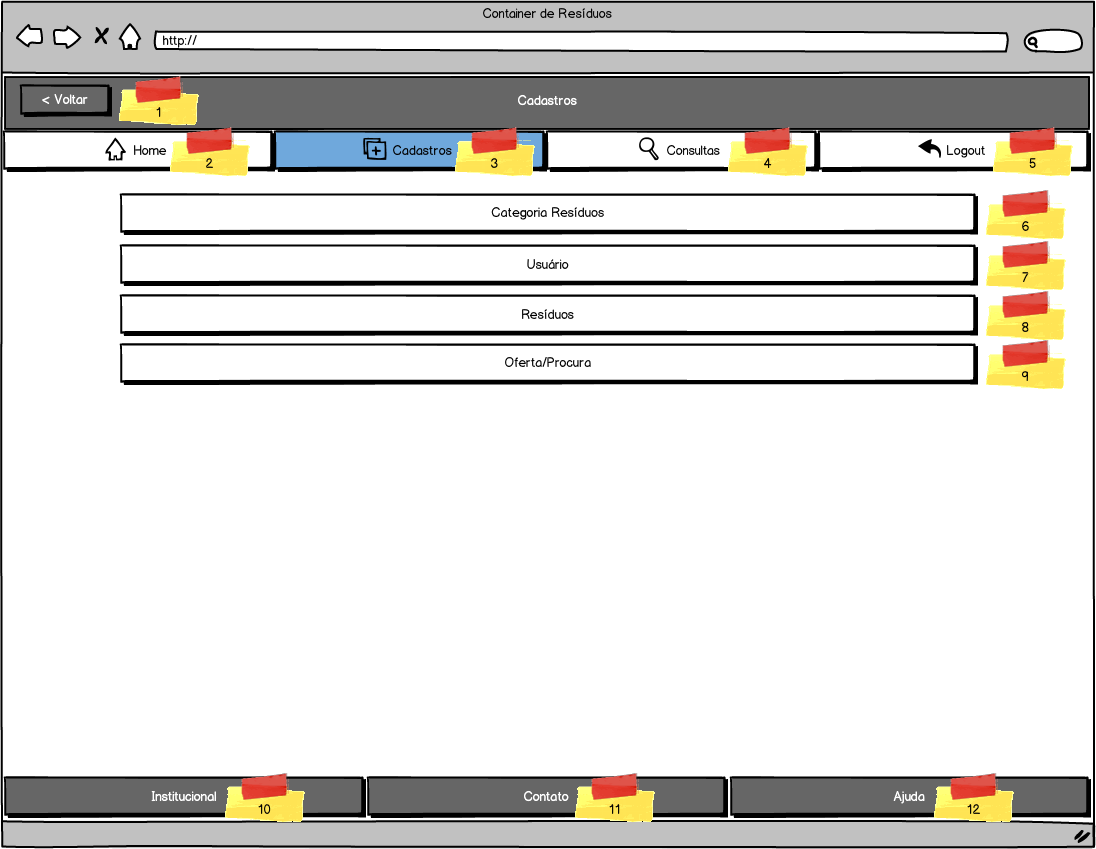 Container de Resíduos
http://
< Voltar
1
Cadastros
Home
2
Cadastros
3
Consultas
4
Logout
5
Categoria Resíduos
6
Usuário
7
Resíduos
8
Oferta/Procura
9
Institucional
10
Contato
11
Ajuda
12